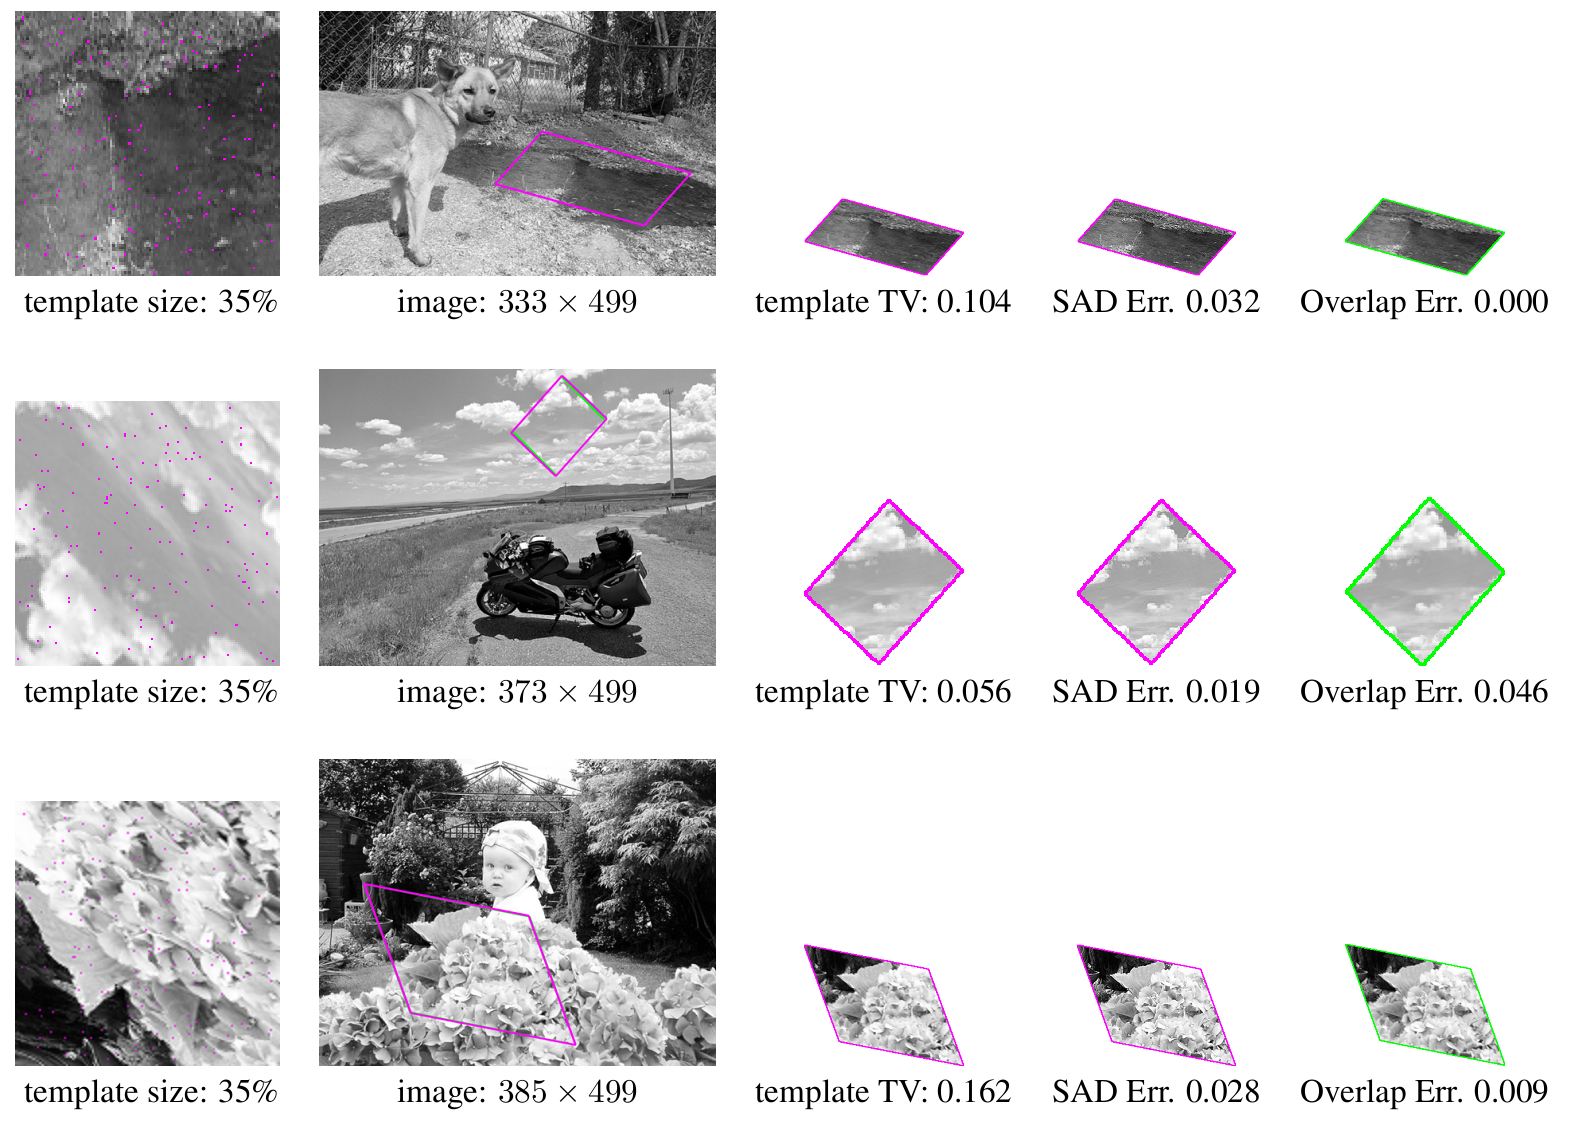 template size: 35% image: 333 × 499 template TV: 0.104 SAD Err. 0.032 Overlap Err. 0.000
template size: 35% image: 373 × 499 template TV: 0.056 SAD Err. 0.019 Overlap Err. 0.046
template size: 35% image: 385 × 499 template TV: 0.162 SAD Err. 0.028 Overlap Err. 0.009